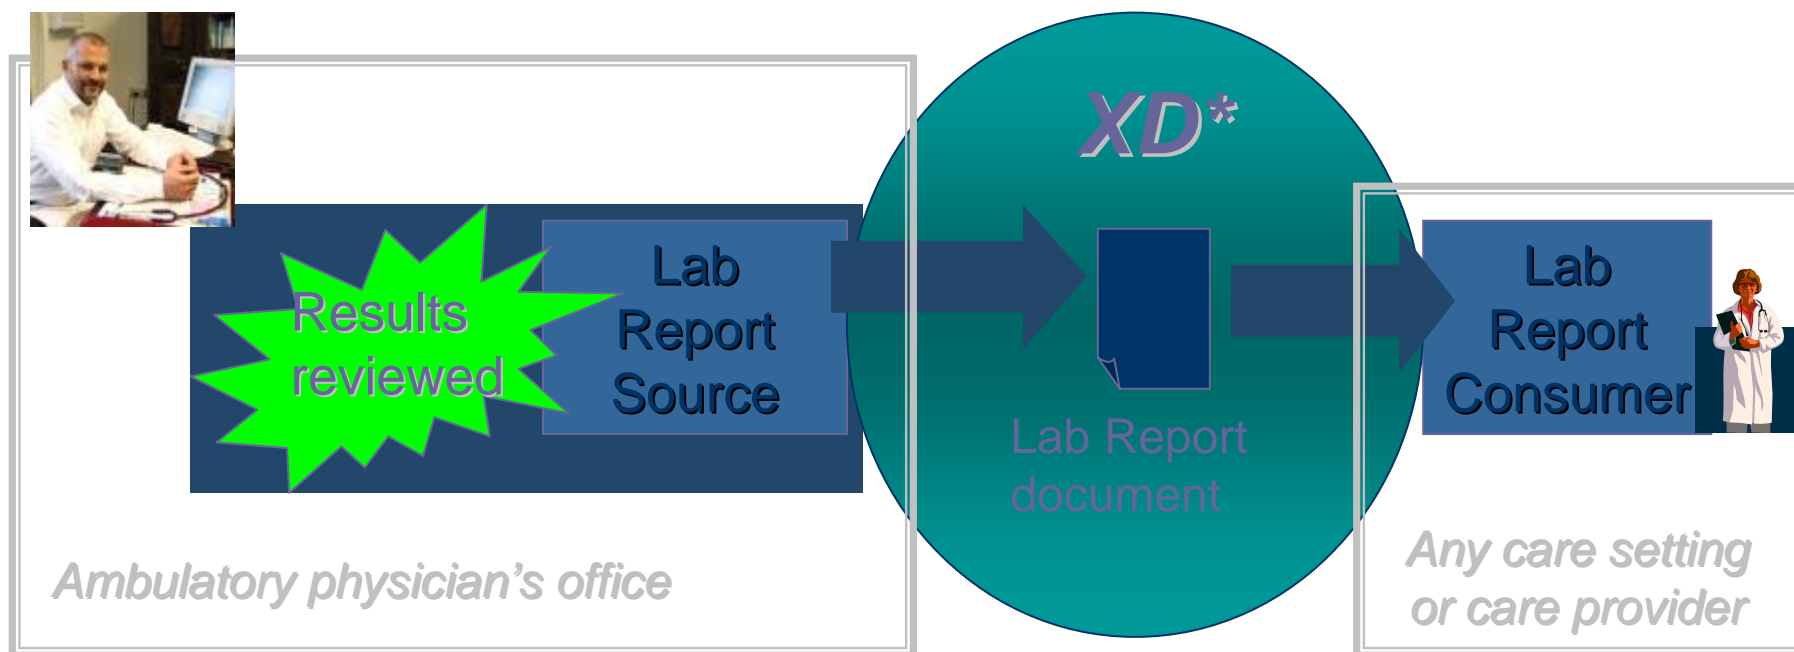 XD*
Results
reviewed
Lab
Report
Source
Lab Report
document
Lab
Report
Consumer
Ambulatory physician’s office
Any care setting
or care provider